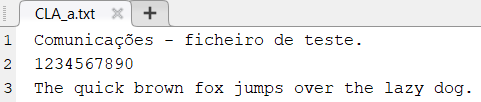 CLA_a.txt
1 Comunicações - ficheiro de teste.
2 1234567890
3 The quick brown fox jumps over the lazy dog.